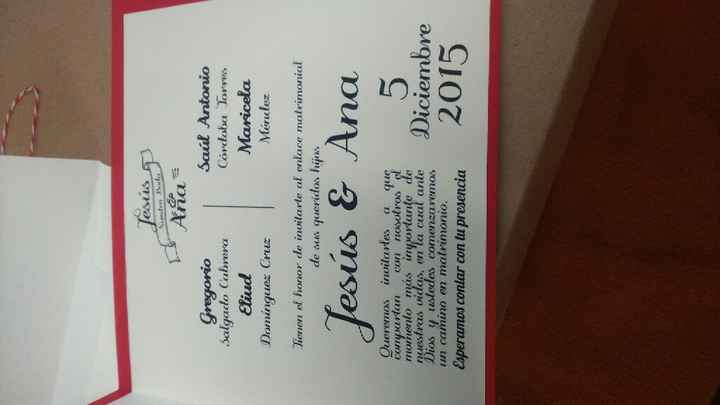 Jesús
Nuestra Boda
&
Ana
Gregorio
Salgado Cabrera
Eliud
Domínguez Cruz
Saúl Antonio
Córdoba Torres
Maricela
Méndez
Tienen el honor de invitarte al enlace matrimonial
de sus queridos hijos
Jesús & Ana
Queremos invitarles a que
compartan con nosotros el
momento más importante de
nuestras vidas, en la cual ante
Dios y ustedes comenzaremos
un camino en matrimonio.
Esperamos contar con tu presencia
5
Diciembre
2015